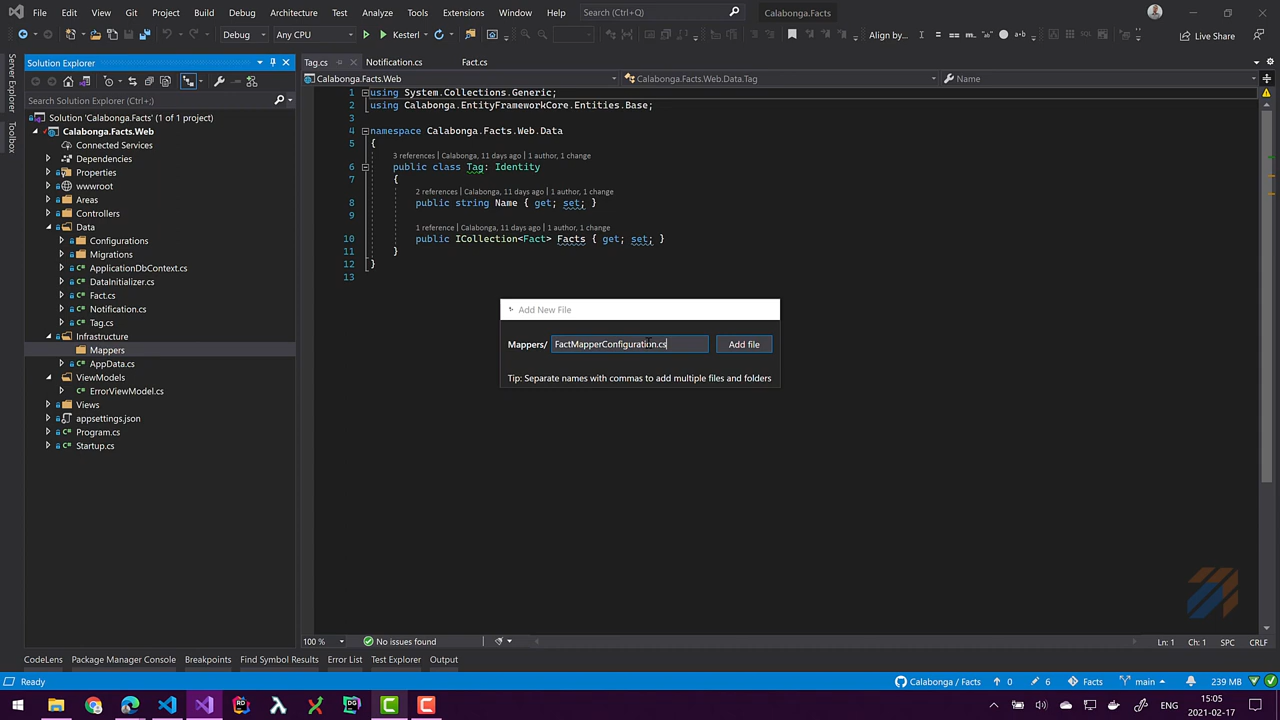 File Edit View Git Project Build Debug Architecture Test Analyze Tools Extensions Window Help Search (Ctrl+;) Calabonga.Facts
Debug Any CPU Kesterl Align by... Live Share
Server Explorer
Toolbox
Solution Explorer
Search Solution Explorer (Ctrl+;)
Solution 'Calabonga.Facts' (1 of 1 project)
Calabonga.Facts.Web
Connected Services
Dependencies
Properties
wwwroot
Areas
Controllers
Data
Configurations
Migrations
ApplicationDbContext.cs
DataInitializer.cs
Fact.cs
Notification.cs
Tag.cs
Infrastructure
Mappers
AppData.cs
ViewModels
ErrorViewModel.cs
Views
appsettings.json
Program.cs
Startup.cs
Tag.cs Notification.cs Fact.cs
Calabonga.Facts.Web Calabonga.Facts.Web.Data.Tag Name
1 using System.Collections.Generic;
2 using Calabonga.EntityFrameworkCore.Entities.Base;
3
4 namespace Calabonga.Facts.Web.Data
5 {
3 references | Calabonga, 11 days ago | 1 author, 1 change
6 public class Tag: Identity
7 {
2 references | Calabonga, 11 days ago | 1 author, 1 change
8 public string Name { get; set; }
9
1 reference | Calabonga, 11 days ago | 1 author, 1 change
10 public ICollection<Fact> Facts { get; set; }
11 }
12 }
13
Add New File
Mappers/ FactMapperConfiguration.cs Add file
Tip: Separate names with commas to add multiple files and folders
100 % No issues found Ln: 1 Ch: 1 SPC CRLF
CodeLens Package Manager Console Breakpoints Find Symbol Results Error List Test Explorer Output
Ready Calabonga / Facts 0 6 Facts main 239 MB
ENG 15:05
2021-02-17